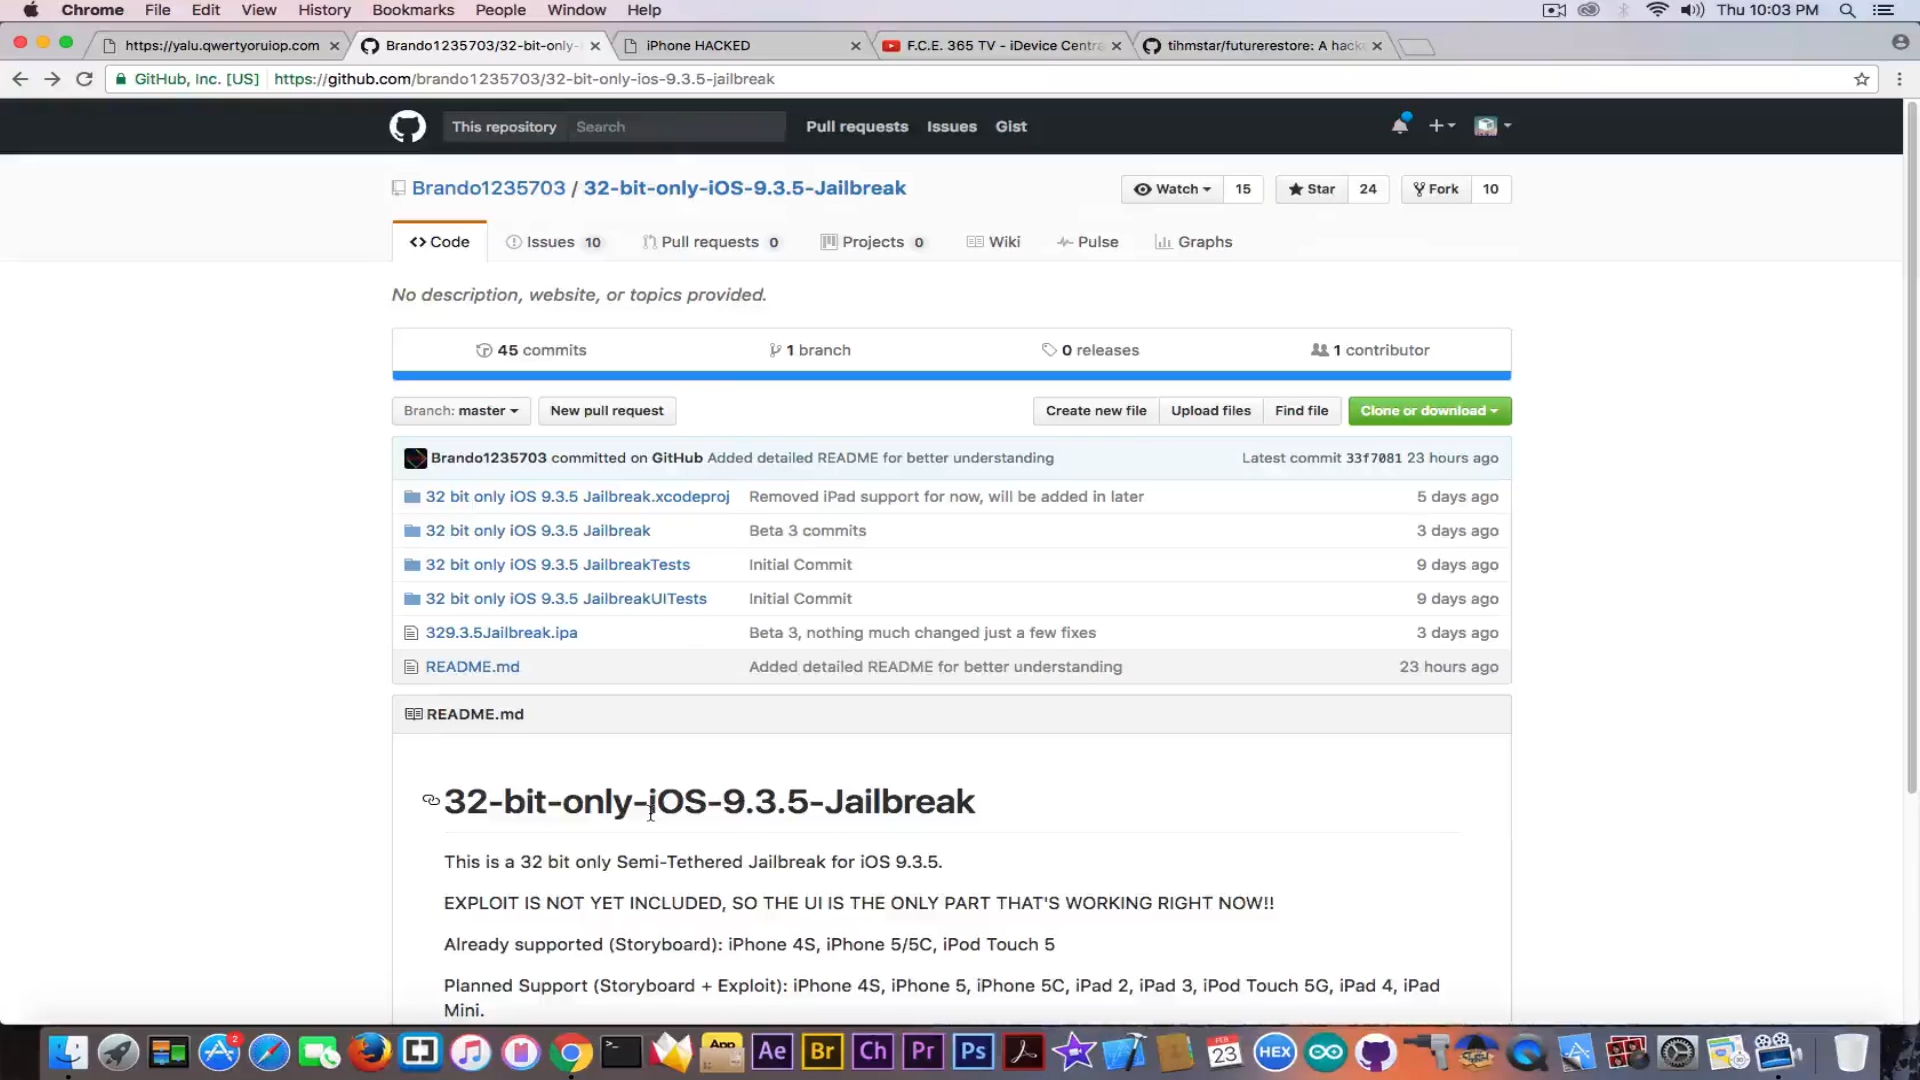 Chrome File Edit View History Bookmarks People Window Help Thu 10:03 PM
https://yalu.qwertyoruiop.com Brando1235703/32-bit-only- iPhone HACKED F.C.E. 365 TV - iDevice Centra tihmstar/futurerestore: A hack
GitHub, Inc. [US] https://github.com/brando1235703/32-bit-only-ios-9.3.5-jailbreak
This repository Search Pull requests Issues Gist
Brando1235703 / 32-bit-only-iOS-9.3.5-Jailbreak Watch 15 Star 24 Fork 10
Code Issues 10 Pull requests 0 Projects 0 Wiki Pulse Graphs
No description, website, or topics provided.
45 commits 1 branch 0 releases 1 contributor
Branch: master New pull request Create new file Upload files Find file Clone or download
Brando1235703 committed on GitHub Added detailed README for better understanding Latest commit 33f7081 23 hours ago
32 bit only iOS 9.3.5 Jailbreak.xcodeproj Removed iPad support for now, will be added in later 5 days ago
32 bit only iOS 9.3.5 Jailbreak Beta 3 commits 3 days ago
32 bit only iOS 9.3.5 JailbreakTests Initial Commit 9 days ago
32 bit only iOS 9.3.5 JailbreakUITests Initial Commit 9 days ago
329.3.5Jailbreak.ipa Beta 3, nothing much changed just a few fixes 3 days ago
README.md Added detailed README for better understanding 23 hours ago
README.md
32-bit-only-iOS-9.3.5-Jailbreak
This is a 32 bit only Semi-Tethered Jailbreak for iOS 9.3.5.
EXPLOIT IS NOT YET INCLUDED, SO THE UI IS THE ONLY PART THAT'S WORKING RIGHT NOW!!
Already supported (Storyboard): iPhone 4S, iPhone 5/5C, iPod Touch 5
Planned Support (Storyboard + Exploit): iPhone 4S, iPhone 5, iPhone 5C, iPad 2, iPad 3, iPod Touch 5G, iPad 4, iPad
Mini.
2 App Ae Br Ch Pr Ps FEB 23 HEX